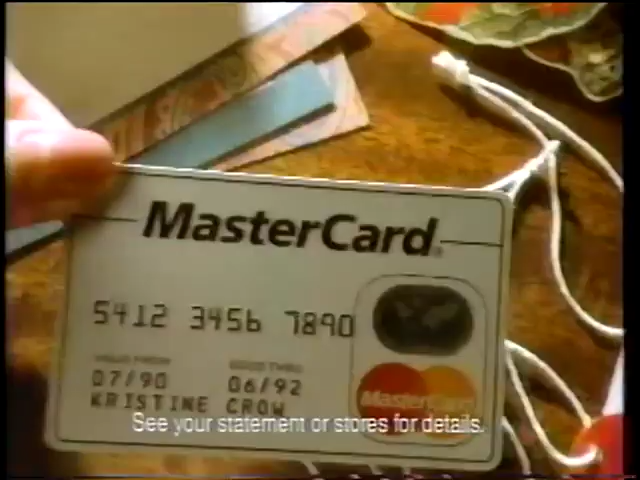 MasterCard
5412 3456 7890
VALID FROM GOOD THRU
07/90 06/92
KRISTINE CROW
MasterCard
See your statement or stores for details.